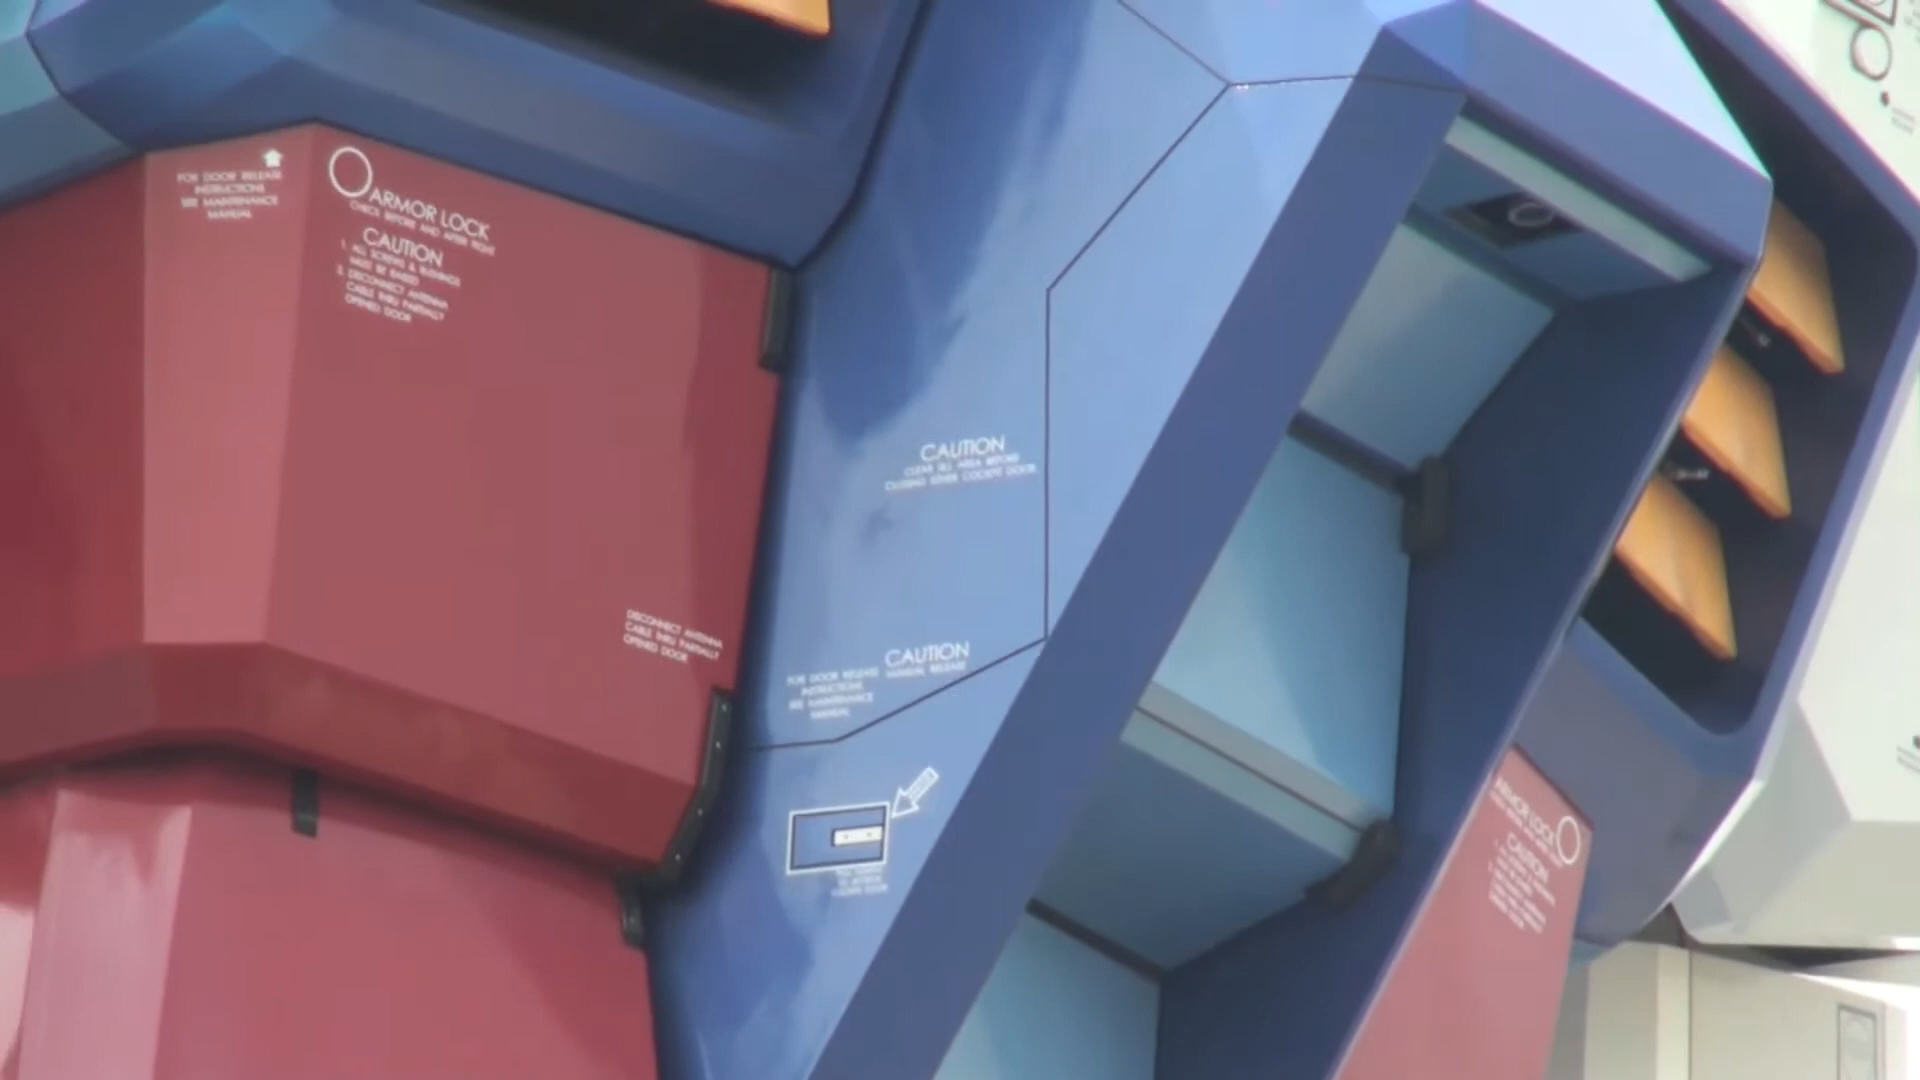 FOR DOOR RELEASE
INSTRUCTIONS
SEE MAINTENANCE
MANUAL
ARMOR LOCK
CHECK BEFORE AND AFTER FIGHT
CAUTION
1. ALL SCREWS & BUSHINGS
MUST BE EASED
2. DISCONNECT ANTENNA
CABLE THRU PARTIALLY
OPENED DOOR
DISCONNECT ANTENNA
CABLE THRU PARTIALLY
OPENED DOOR
CAUTION
CLEAR ALL AREA BEFORE
CLOSING EITHER COCKPIT DOOR
CAUTION
MANUAL RELEASE
FOR DOOR RELEASE
INSTRUCTIONS
SEE MAINTENANCE
MANUAL
ARMOR LOCK
CAUTION